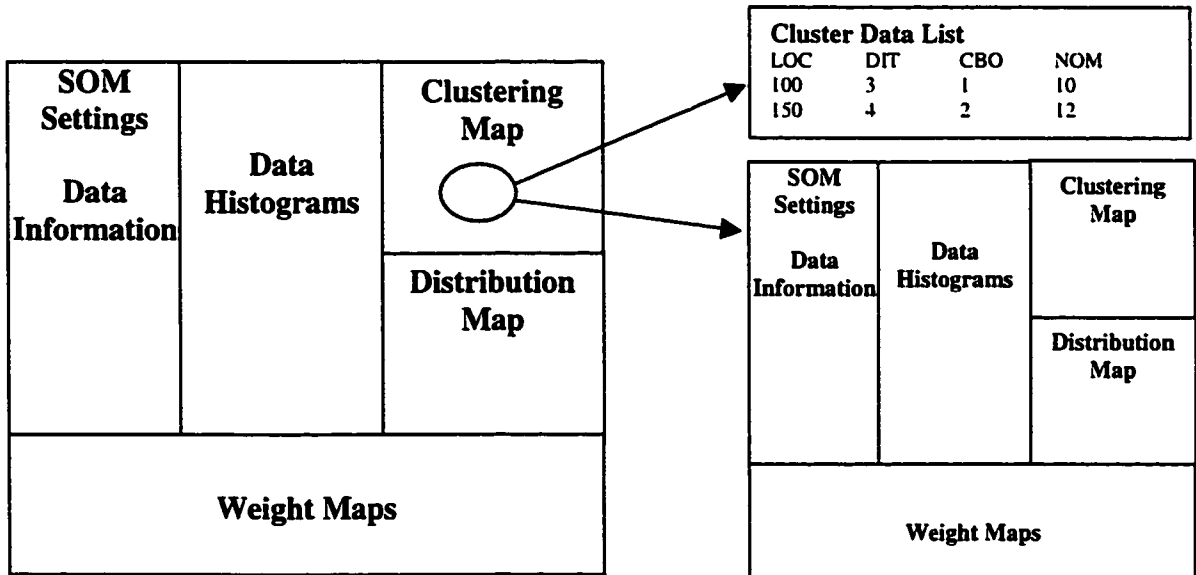 SOM
Settings
Data
Information
Data
Histograms
Clustering
Map
Distribution
Map
Weight Maps
Cluster Data List
LOC DIT CBO NOM
100 3 1 10
150 4 2 12
SOM
Settings
Data
Information
Data
Histograms
Clustering
Map
Distribution
Map
Weight Maps